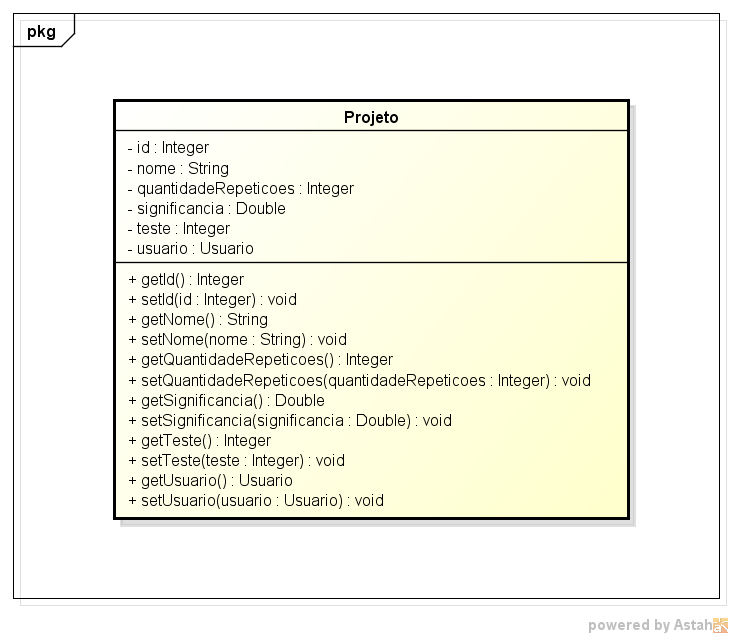 pkg
Projeto
- id : Integer
- nome : String
- quantidadeRepeticoes : Integer
- significancia : Double
- teste : Integer
- usuario : Usuario
+ getId() : Integer
+ setId(id : Integer) : void
+ getNome() : String
+ setNome(nome : String) : void
+ getQuantidadeRepeticoes() : Integer
+ setQuantidadeRepeticoes(quantidadeRepeticoes : Integer) : void
+ getSignificancia() : Double
+ setSignificancia(significancia : Double) : void
+ getTeste() : Integer
+ setTeste(teste : Integer) : void
+ getUsuario() : Usuario
+ setUsuario(usuario : Usuario) : void
powered by Astah